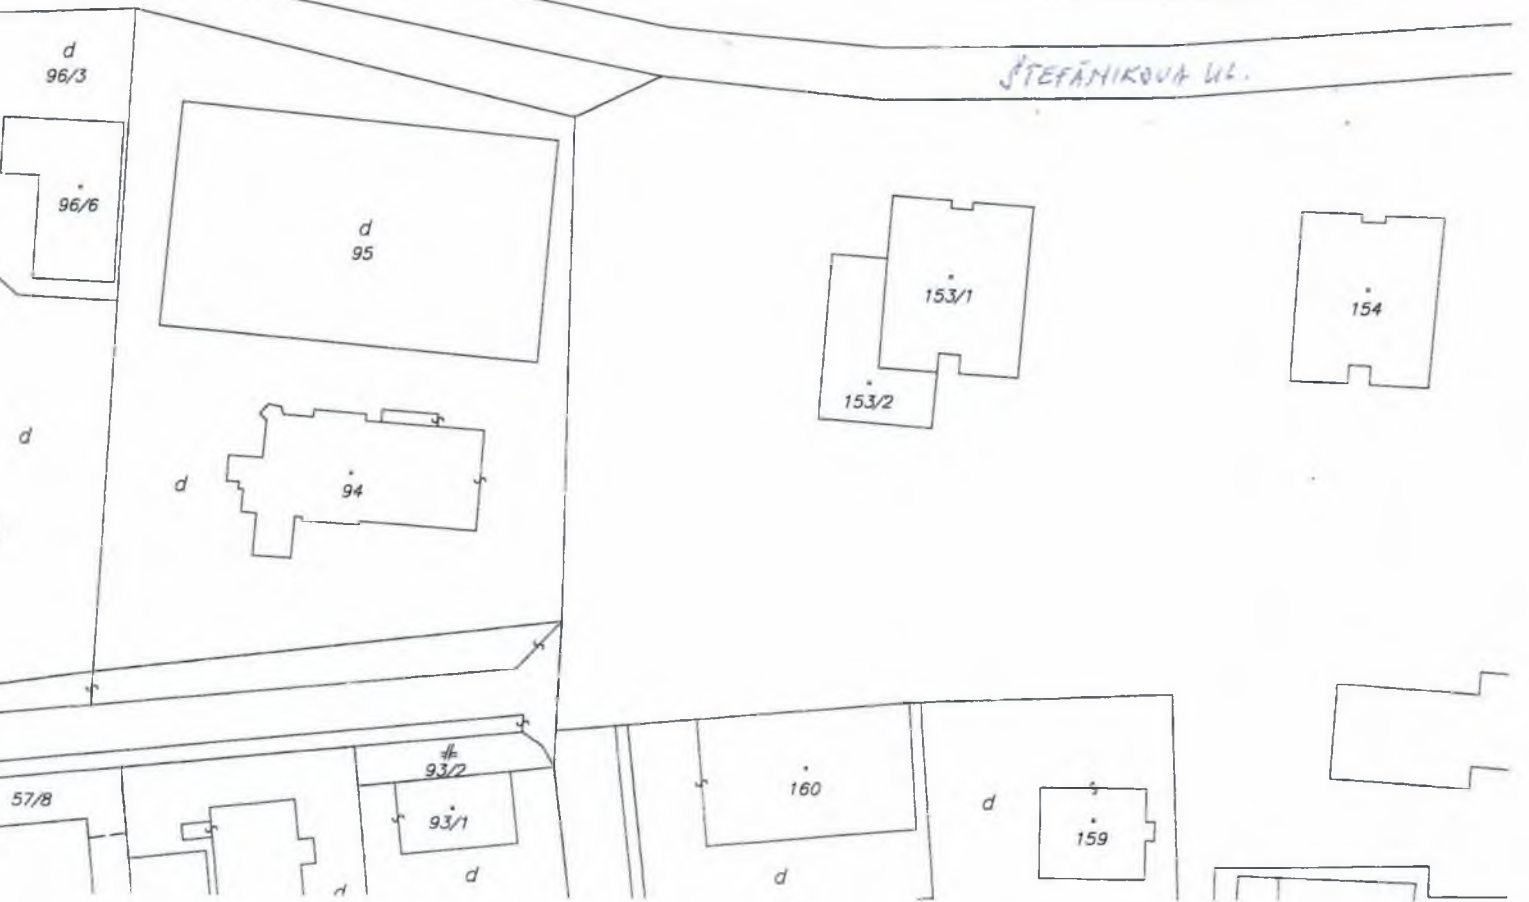 ŠTEFÁNIKOVA UL.
d
96/3
96/6
d
95
153/1
154
153/2
d
d
94
93/2
57/8
93/1
160
d
159
d
d
d